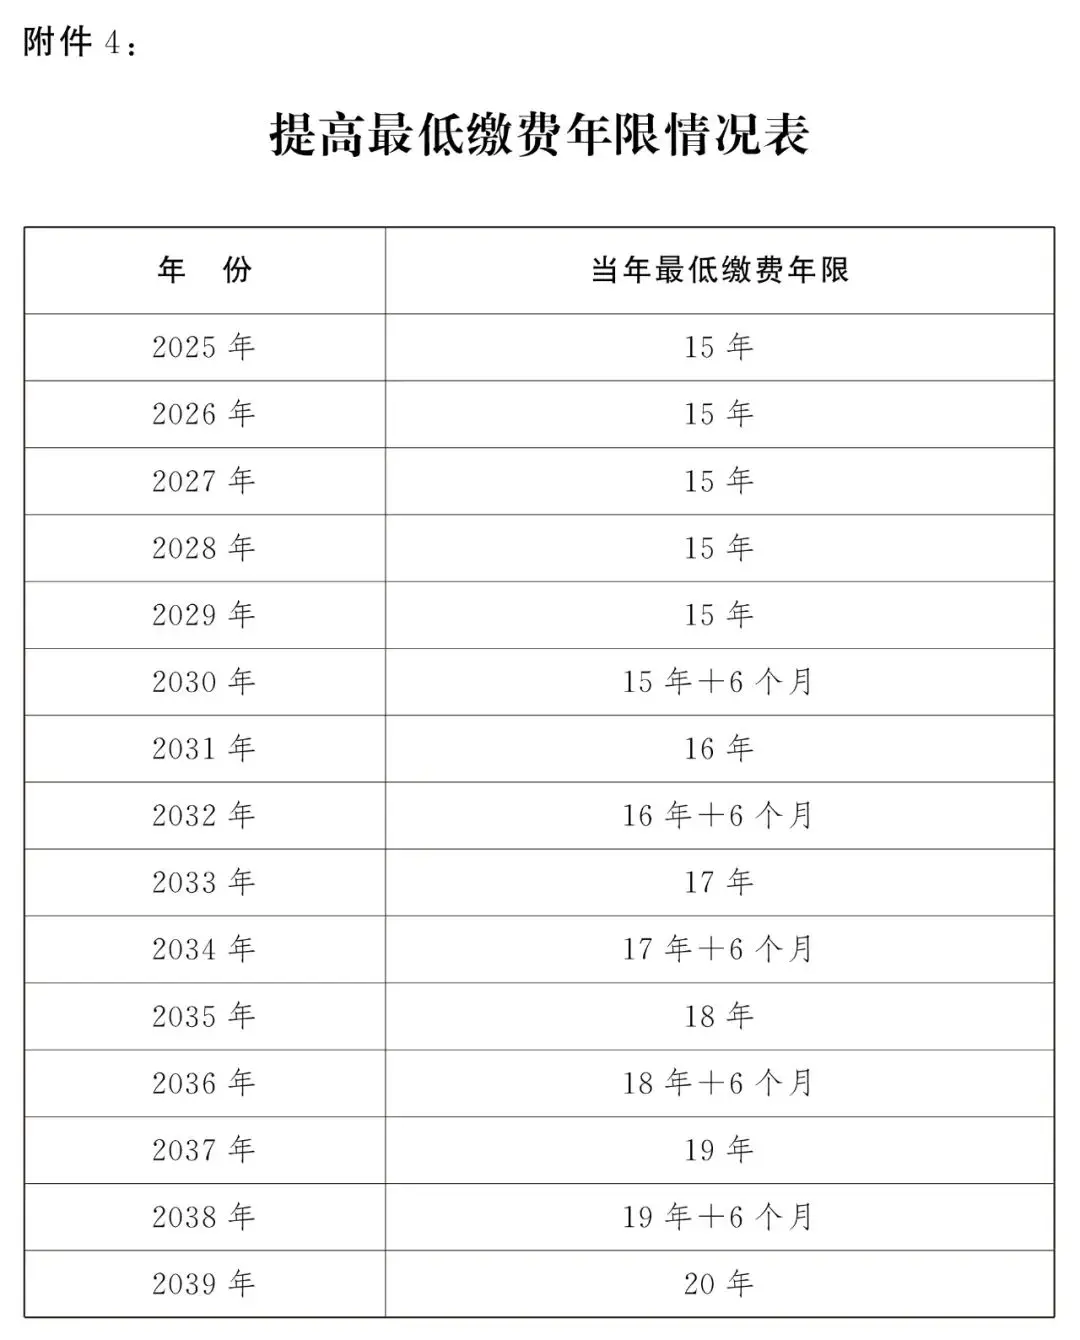 附件 4：
提高最低缴费年限情况表
年 份 当年最低缴费年限
2025 年 15 年
2026 年 15 年
2027 年 15 年
2028 年 15 年
2029 年 15 年
2030 年 15 年＋6 个月
2031 年 16 年
2032 年 16 年＋6 个月
2033 年 17 年
2034 年 17 年＋6 个月
2035 年 18 年
2036 年 18 年＋6 个月
2037 年 19 年
2038 年 19 年＋6 个月
2039 年 20 年